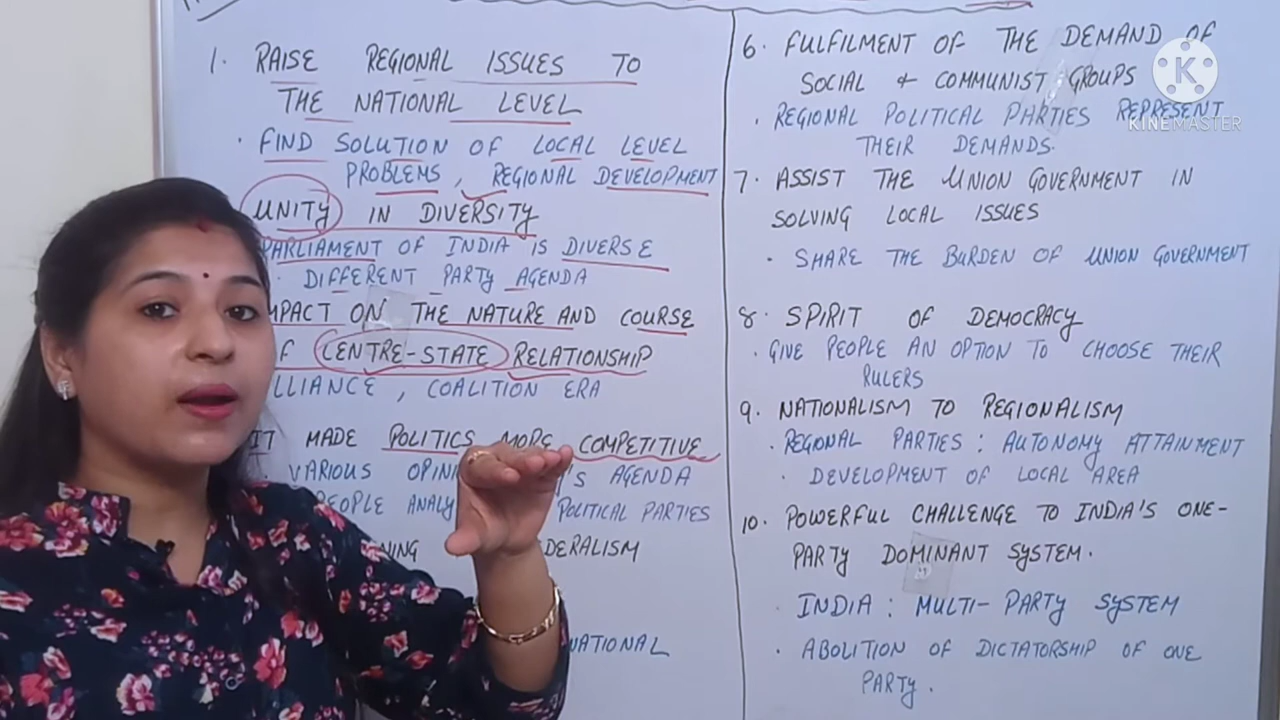 1. RAISE REGIONAL ISSUES TO
THE NATIONAL LEVEL
· FIND SOLUTION OF LOCAL LEVEL
PROBLEMS, REGIONAL DEVELOPMENT
UNITY IN DIVERSITY
PARLIAMENT OF INDIA IS DIVERSE
· DIFFERENT PARTY AGENDA
IMPACT ON THE NATURE AND COURSE
OF CENTRE-STATE RELATIONSHIP
ALLIANCE, COALITION ERA
IT MADE POLITICS MORE COMPETITIVE
VARIOUS AGENDA
PEOPLE POLITICAL PARTIES
NATIONAL
6. FULFILMENT OF THE DEMAND OF
SOCIAL & COMMUNIST GROUPS
· REGIONAL POLITICAL PARTIES REPRESENT
THEIR DEMANDS.
7. ASSIST THE UNION GOVERNMENT IN
SOLVING LOCAL ISSUES
· SHARE THE BURDEN OF UNION GOVERNMENT
8. SPIRIT OF DEMOCRACY
· GIVE PEOPLE AN OPTION TO CHOOSE THEIR
RULERS
9. NATIONALISM TO REGIONALISM
· REGIONAL PARTIES: AUTONOMY ATTAINMENT
· DEVELOPMENT OF LOCAL AREA
10. POWERFUL CHALLENGE TO INDIA'S ONE-
PARTY DOMINANT SYSTEM.
· INDIA: MULTI-PARTY SYSTEM
· ABOLITION OF DICTATORSHIP OF ONE
PARTY.
K
KINEMASTER